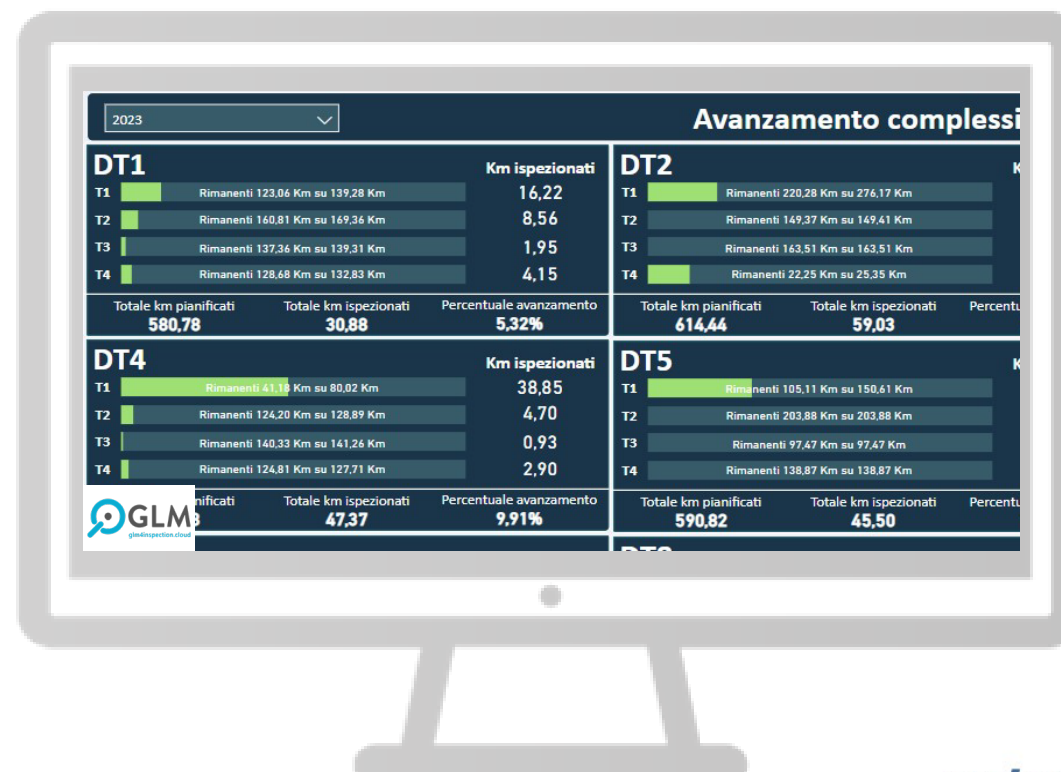 2023
Avanzamento complessi
DT1
Km ispezionati
T1 Rimanenti 123,06 Km su 139,28 Km 16,22
T2 Rimanenti 160,81 Km su 169,36 Km 8,56
T3 Rimanenti 137,36 Km su 139,31 Km 1,95
T4 Rimanenti 128,68 Km su 132,83 Km 4,15
Totale km pianificati Totale km ispezionati Percentuale avanzamento
580,78 30,88 5,32%
DT2
K
T1 Rimanenti 220,28 Km su 276,17 Km
T2 Rimanenti 149,37 Km su 149,41 Km
T3 Rimanenti 163,51 Km su 163,51 Km
T4 Rimanenti 22,25 Km su 25,35 Km
Totale km pianificati Totale km ispezionati Percentu
614,44 59,03
DT4
Km ispezionati
T1 Rimanenti 41,18 Km su 80,02 Km 38,85
T2 Rimanenti 124,20 Km su 128,89 Km 4,70
T3 Rimanenti 140,33 Km su 141,26 Km 0,93
T4 Rimanenti 124,81 Km su 127,71 Km 2,90
nificati Totale km ispezionati Percentuale avanzamento
47,37 9,91%
GLM
glm4inspection.cloud
DT5
K
T1 Rimanenti 105,11 Km su 150,61 Km
T2 Rimanenti 203,88 Km su 203,88 Km
T3 Rimanenti 97,47 Km su 97,47 Km
T4 Rimanenti 138,87 Km su 138,87 Km
Totale km pianificati Totale km ispezionati Percentu
590,82 45,50